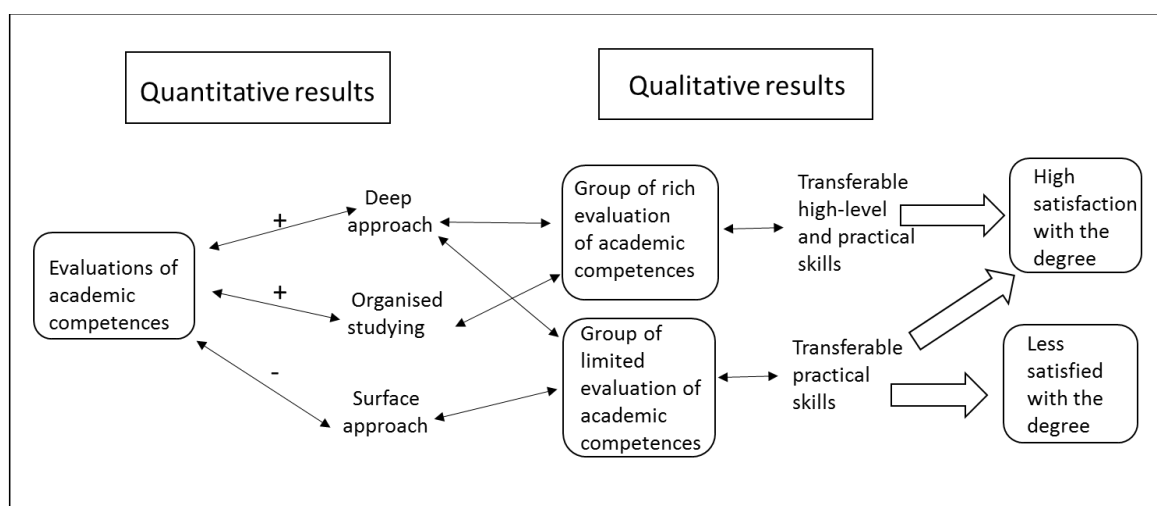 Quantitative results
Qualitative results
Evaluations of
academic
competences
+
+
-
Deep
approach
Organised
studying
Surface
approach
Group of rich
evaluation
of academic
competences
Group of
limited
evaluation of
academic
competences
Transferable
high-level
and practical
skills
Transferable
practical
skills
High
satisfaction
with the
degree
Less
satisfied
with the
degree